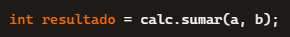 int resultado = calc.sumar(a, b);